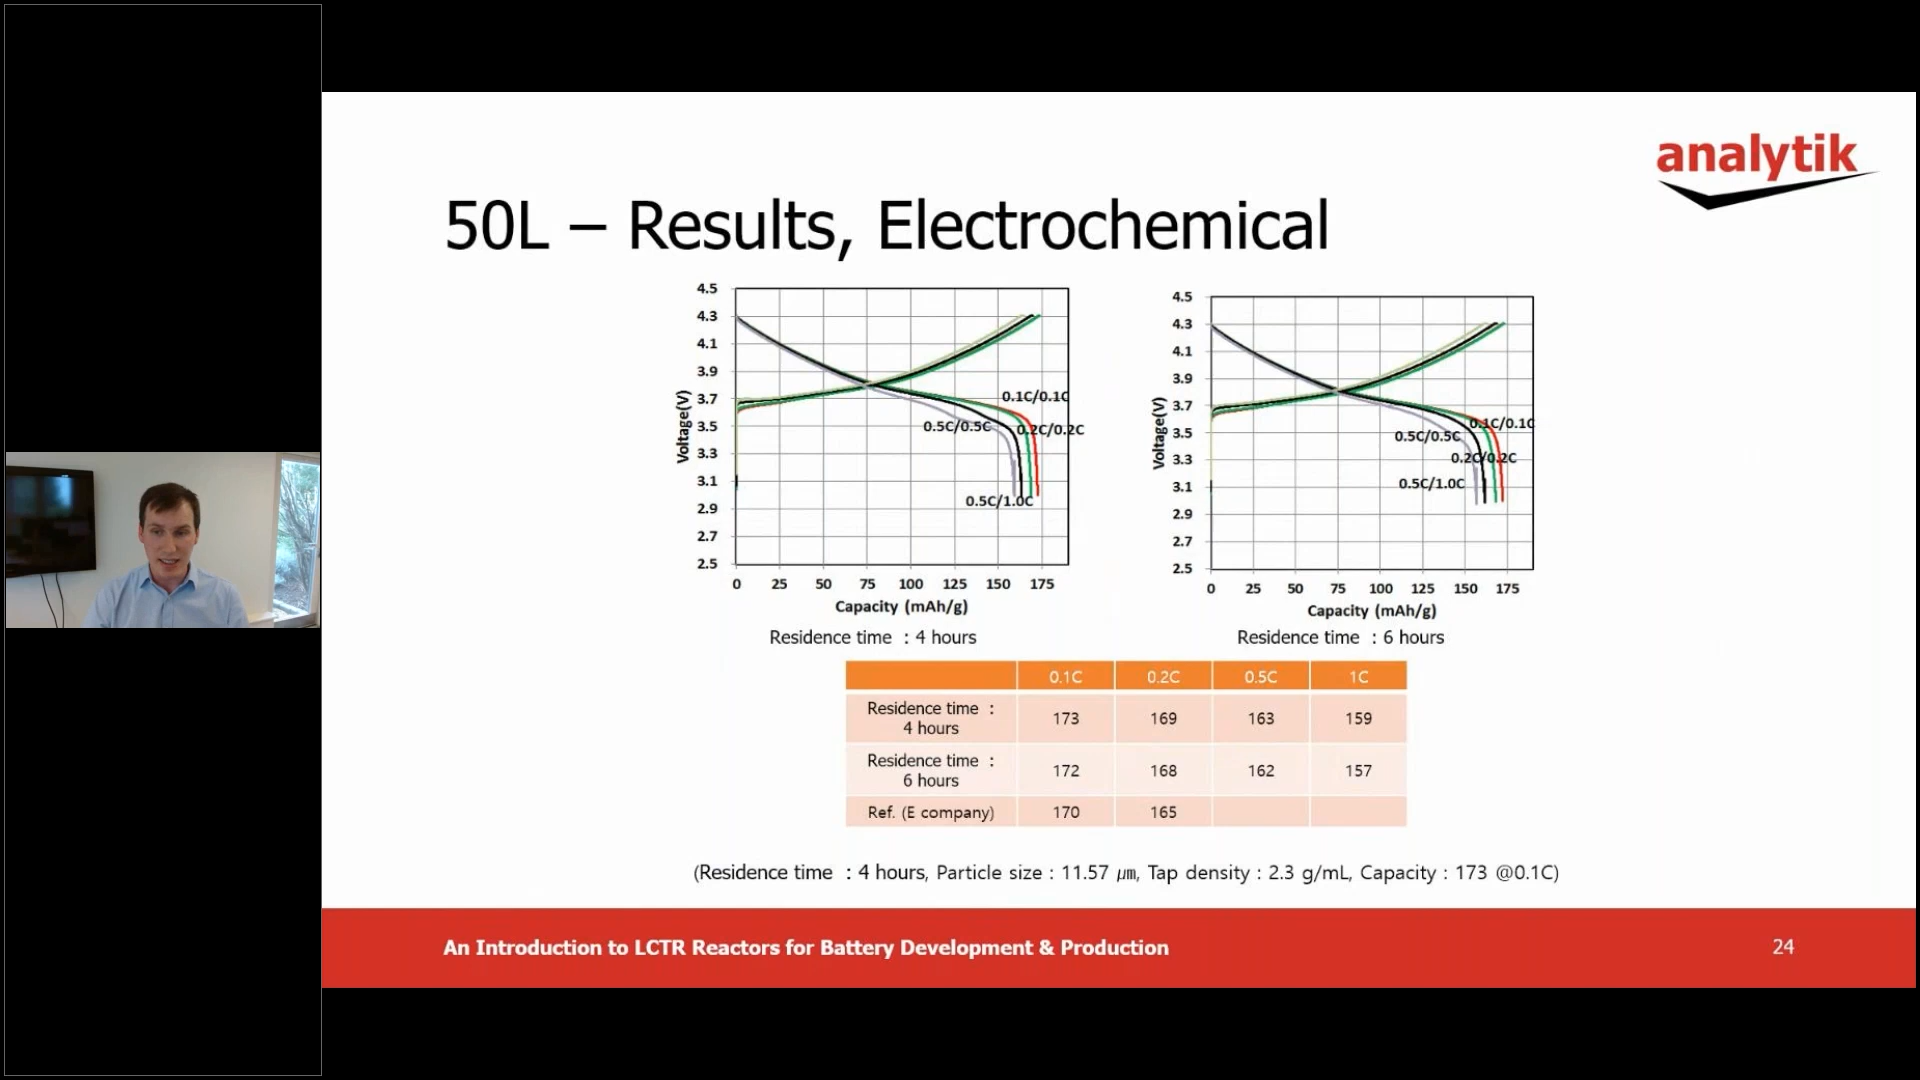 analytik
50L – Results, Electrochemical
4.5
4.3
4.1
3.9
3.7
3.5
3.3
3.1
2.9
2.7
2.5
Voltage(V)
0.1C/0.1C
0.5C/0.5C
0.2C/0.2C
0.5C/1.0C
0 25 50 75 100 125 150 175
Capacity (mAh/g)
Residence time : 4 hours
4.5
4.3
4.1
3.9
3.7
3.5
3.3
3.1
2.9
2.7
2.5
Voltage(V)
0.1C/0.1C
0.5C/0.5C
0.2C/0.2C
0.5C/1.0C
0 25 50 75 100 125 150 175
Capacity (mAh/g)
Residence time : 6 hours
0.1C 0.2C 0.5C 1C
Residence time :
4 hours
173 169 163 159
Residence time :
6 hours
172 168 162 157
Ref. (E company) 170 165
(Residence time : 4 hours, Particle size : 11.57 ㎛, Tap density : 2.3 g/mL, Capacity : 173 @0.1C)
An Introduction to LCTR Reactors for Battery Development & Production
24